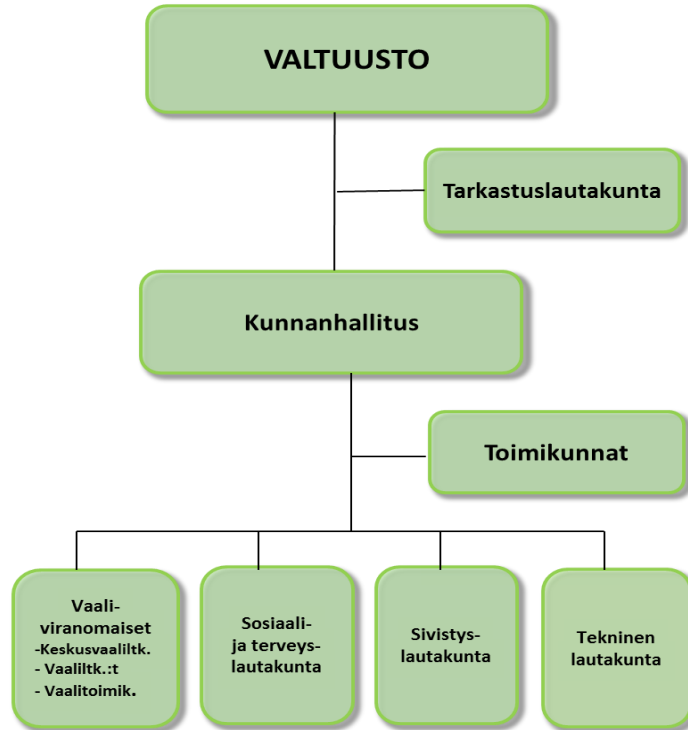 VALTUUSTO
Tarkastuslautakunta
Kunnanhallitus
Toimikunnat
Vaali-
viranomaiset
-Keskusvaaliltk.
- Vaaliltk.:t
- Vaalitoimik.
Sosiaali-
ja terveys-
lautakunta
Sivistys-
lautakunta
Tekninen
lautakunta